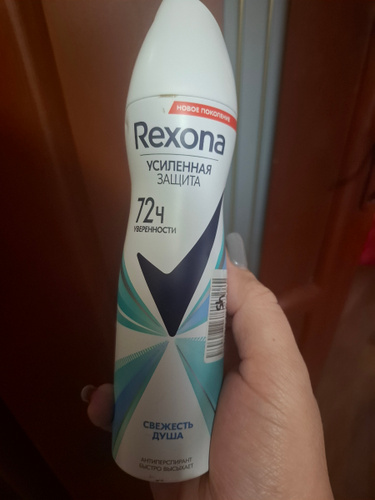 НОВОЕ ПОКОЛЕНИЕ
Rexona
УСИЛЕННАЯ
ЗАЩИТА
72ч
УВЕРЕННОСТИ
СВЕЖЕСТЬ
ДУША
АНТИПЕРСПИРАНТ
БЫСТРО ВЫСЫХАЕТ